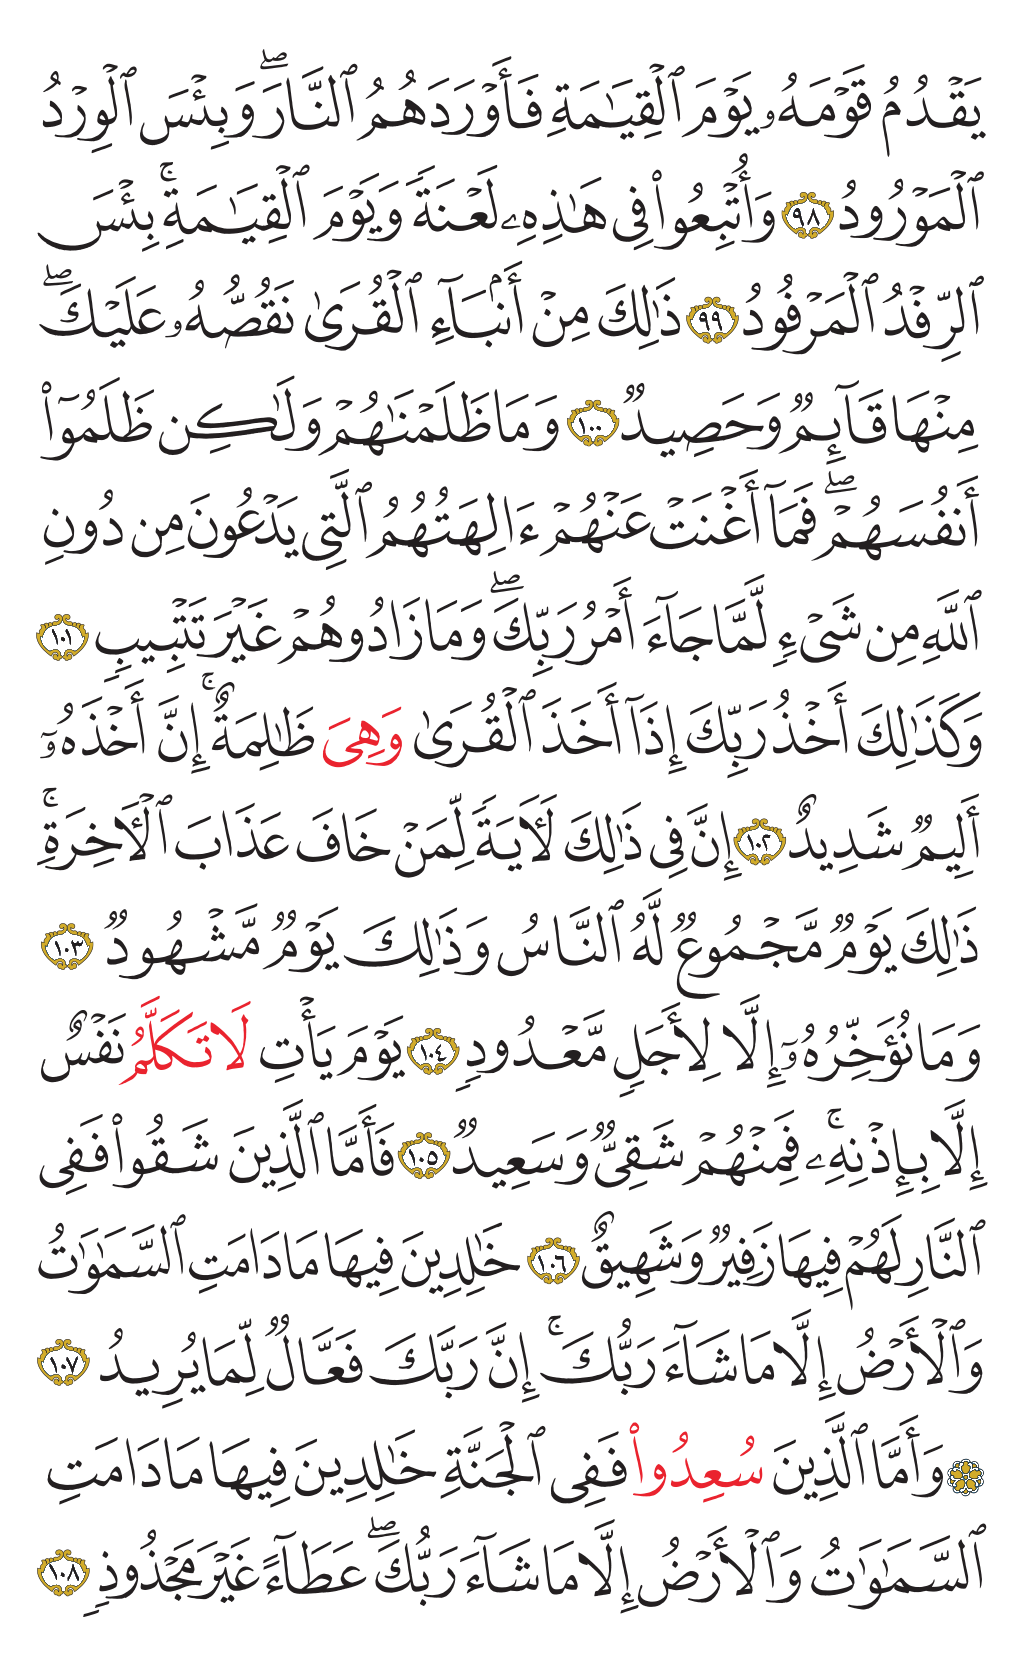 يَقۡدُمُ قَوۡمَهُۥ يَوۡمَ ٱلۡقِيَٰمَةِ فَأَوۡرَدَهُمُ ٱلنَّارَۖ وَبِئۡسَ ٱلۡوِرۡدُ
ٱلۡمَوۡرُودُ ٩٨ وَأُتۡبِعُواْ فِي هَٰذِهِۦ لَعۡنَةٗ وَيَوۡمَ ٱلۡقِيَٰمَةِۚ بِئۡسَ
ٱلرِّفۡدُ ٱلۡمَرۡفُودُ ٩٩ ذَٰلِكَ مِنۡ أَنۢبَآءِ ٱلۡقُرَىٰ نَقُصُّهُۥ عَلَيۡكَۖ
مِنۡهَا قَآئِمٞ وَحَصِيدٞ ١٠٠ وَمَا ظَلَمۡنَٰهُمۡ وَلَٰكِن ظَلَمُوٓاْ
أَنفُسَهُمۡۖ فَمَآ أَغۡنَتۡ عَنۡهُمۡ ءَالِهَتُهُمُ ٱلَّتِي يَدۡعُونَ مِن دُونِ
ٱللَّهِ مِن شَيۡءٖ لَّمَّا جَآءَ أَمۡرُ رَبِّكَۖ وَمَا زَادُوهُمۡ غَيۡرَ تَتۡبِيبٖ ١٠١
وَكَذَٰلِكَ أَخۡذُ رَبِّكَ إِذَآ أَخَذَ ٱلۡقُرَىٰ وَهِيَ ظَٰلِمَةٌۚ إِنَّ أَخۡذَهُۥٓ
أَلِيمٞ شَدِيدٌ ١٠٢ إِنَّ فِي ذَٰلِكَ لَأٓيَةٗ لِّمَنۡ خَافَ عَذَابَ ٱلۡأٓخِرَةِۚ
ذَٰلِكَ يَوۡمٞ مَّجۡمُوعٞ لَّهُ ٱلنَّاسُ وَذَٰلِكَ يَوۡمٞ مَّشۡهُودٞ ١٠٣
وَمَا نُؤَخِّرُهُۥٓ إِلَّا لِأَجَلٖ مَّعۡدُودٖ ١٠٤ يَوۡمَ يَأۡتِ لَا تَكَلَّمُ نَفۡسٌ
إِلَّا بِإِذۡنِهِۦۚ فَمِنۡهُمۡ شَقِيّٞ وَسَعِيدٞ ١٠٥ فَأَمَّا ٱلَّذِينَ شَقُواْ فَفِي
ٱلنَّارِ لَهُمۡ فِيهَا زَفِيرٞ وَشَهِيقٌ ١٠٦ خَٰلِدِينَ فِيهَا مَا دَامَتِ ٱلسَّمَٰوَٰتُ
وَٱلۡأَرۡضُ إِلَّا مَا شَآءَ رَبُّكَۚ إِنَّ رَبَّكَ فَعَّالٞ لِّمَا يُرِيدُ ١٠٧
۞ وَأَمَّا ٱلَّذِينَ سُعِدُواْ فَفِي ٱلۡجَنَّةِ خَٰلِدِينَ فِيهَا مَا دَامَتِ
ٱلسَّمَٰوَٰتُ وَٱلۡأَرۡضُ إِلَّا مَا شَآءَ رَبُّكَۖ عَطَآءً غَيۡرَ مَجۡذُوذٖ ١٠٨